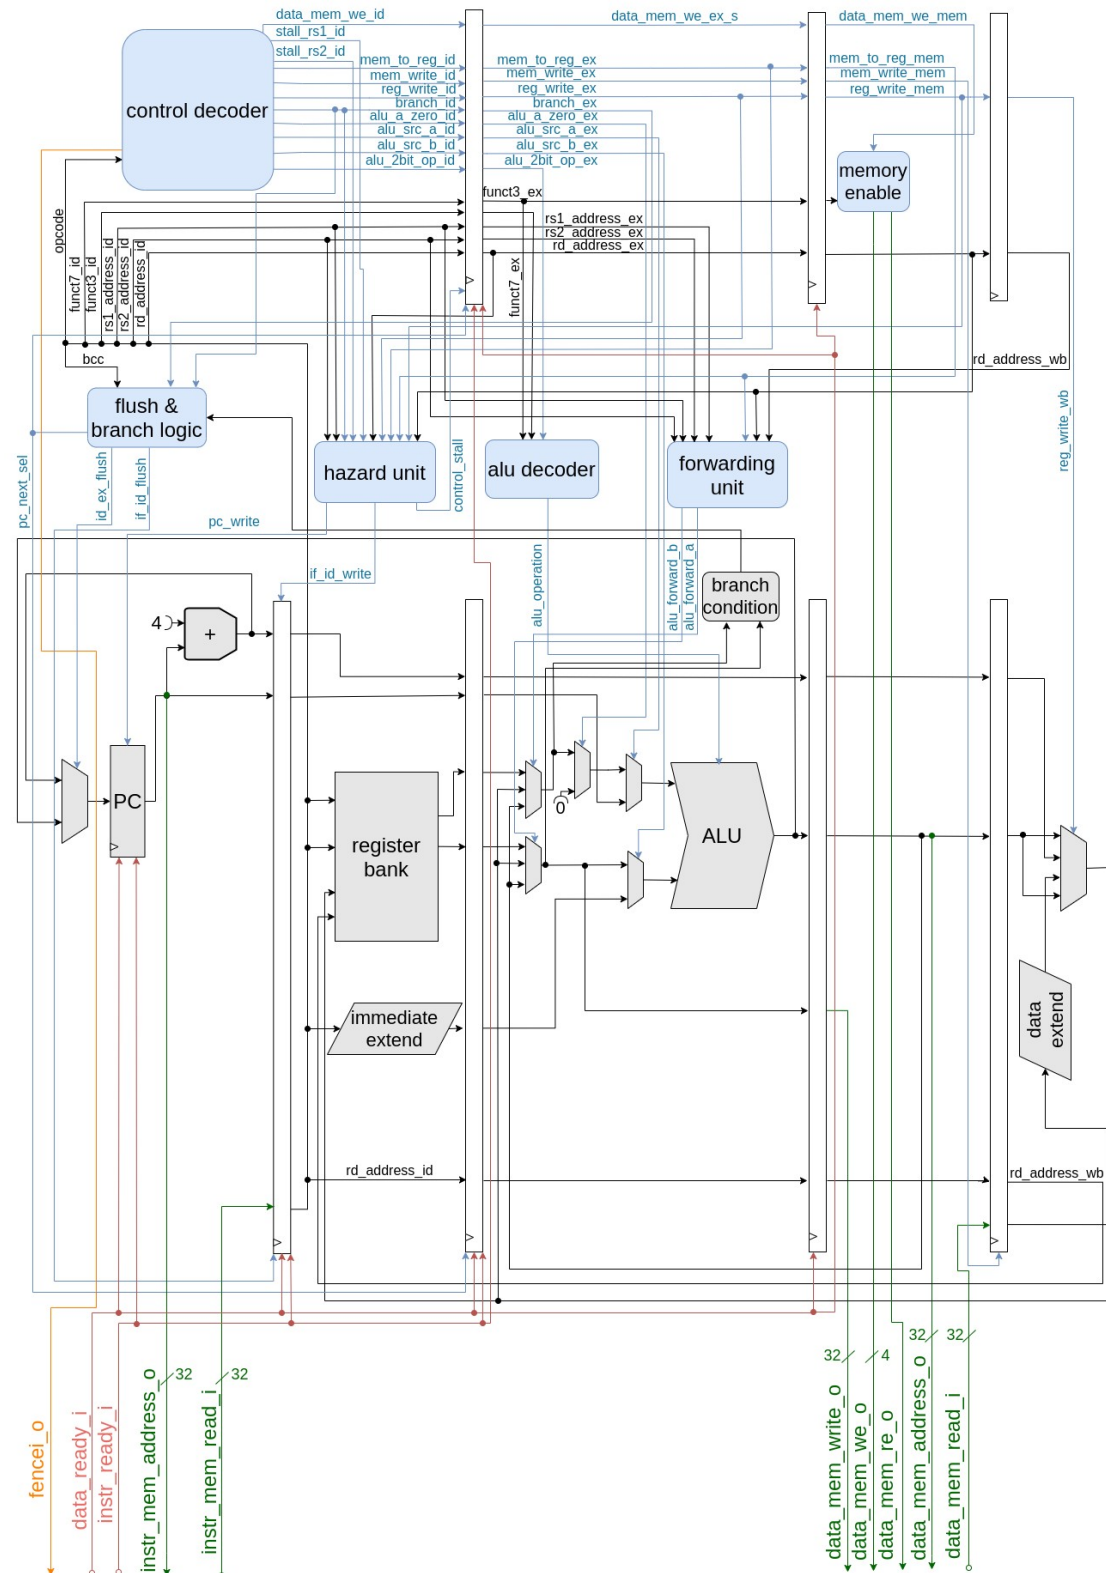 data_mem_we_id
data_mem_we_ex_s
data_mem_we_mem
stall_rs1_id
stall_rs2_id
mem_to_reg_id
mem_to_reg_ex
mem_to_reg_mem
mem_write_id
mem_write_ex
mem_write_mem
reg_write_id
reg_write_ex
reg_write_mem
control decoder
branch_id
branch_ex
alu_a_zero_id
alu_a_zero_ex
alu_src_a_id
alu_src_a_ex
alu_src_b_id
alu_src_b_ex
alu_2bit_op_id
alu_2bit_op_ex
memory
enable
funct3_ex
opcode
funct7_id
funct3_id
rs1_address_id
rs2_address_id
rd_address_id
rs1_address_ex
rs2_address_ex
rd_address_ex
funct7_ex
bcc
rd_address_wb
flush &
branch logic
hazard unit
control_stall
alu decoder
forwarding
unit
reg_write_wb
pc_next_sel
id_ex_flush
if_id_flush
pc_write
if_id_write
alu_operation
alu_forward_b
alu_forward_a
branch
condition
4
+
PC
register
bank
0
ALU
immediate
extend
data
extend
rd_address_id
rd_address_wb
32
32
32
4
32
32
fencei_o
data_ready_i
instr_ready_i
instr_mem_address_o
instr_mem_read_i
data_mem_write_o
data_mem_we_o
data_mem_re_o
data_mem_address_o
data_mem_read_i